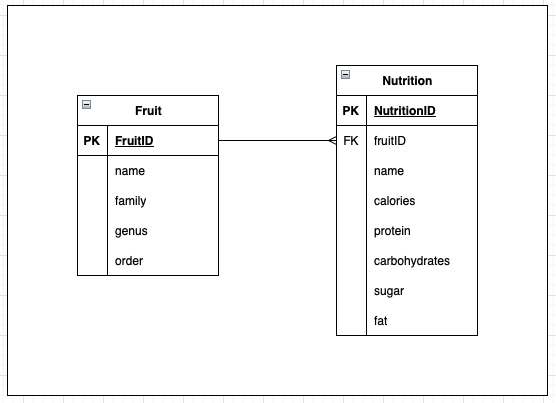 Fruit
PK FruitID
name
family
genus
order
Nutrition
PK NutritionID
FK fruitID
name
calories
protein
carbohydrates
sugar
fat